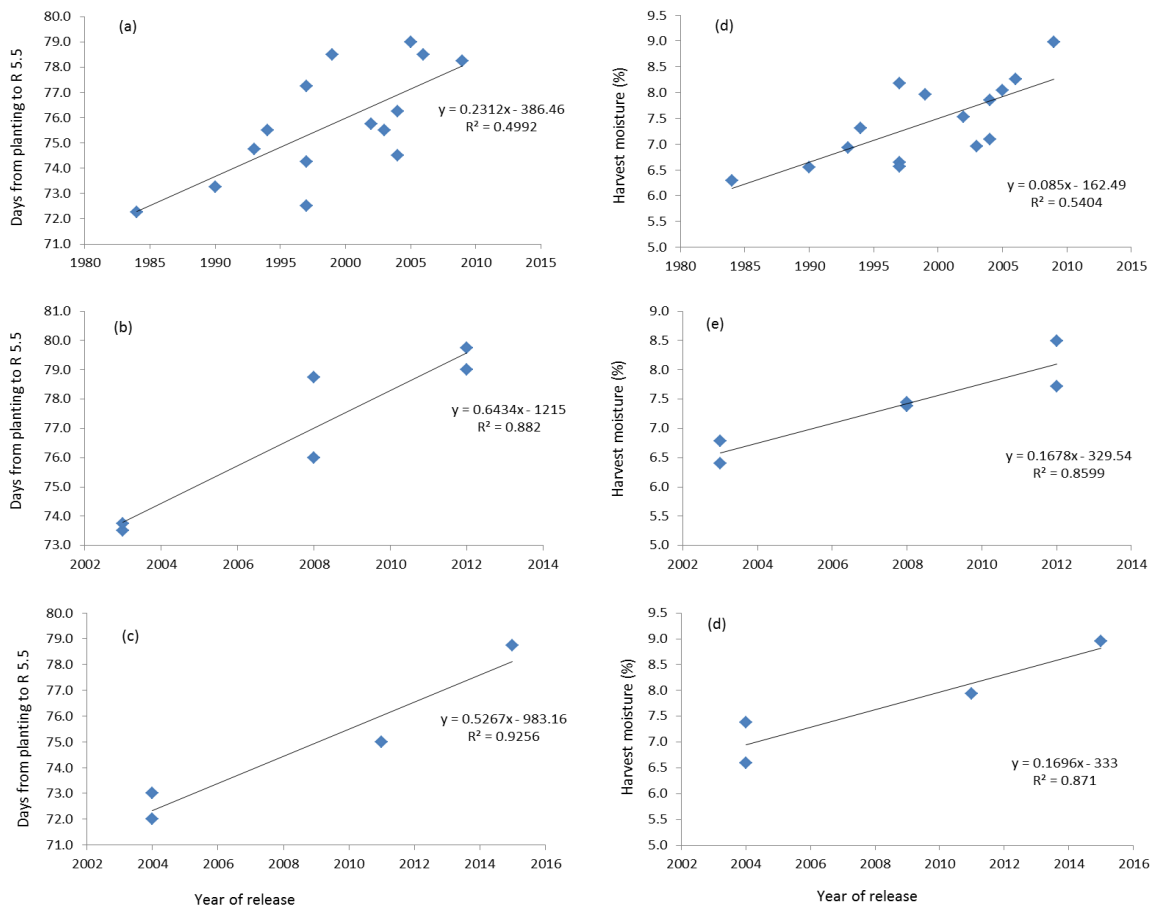 (a)
Days from planting to R 5.5
79.0
78.0
77.0
76.0
75.0
74.0
73.0
72.0
71.0
y = 0.2312x - 386.46
R² = 0.4992
1980 1985 1990 1995 2000 2005 2010 2015
(d)
Harvest moisture (%)
9.5
9.0
8.5
8.0
7.5
7.0
6.5
6.0
5.5
5.0
y = 0.085x - 162.49
R² = 0.5404
1980 1985 1990 1995 2000 2005 2010 2015
(b)
Days from planting to R 5.5
81.0
80.0
79.0
78.0
77.0
76.0
75.0
74.0
73.0
y = 0.6434x - 1215
R² = 0.882
2002 2004 2006 2008 2010 2012 2014
(e)
Harvest moisture (%)
9.0
8.5
8.0
7.5
7.0
6.5
6.0
5.5
5.0
y = 0.1678x - 329.54
R² = 0.8599
2002 2004 2006 2008 2010 2012 2014
(c)
Days from planting to R 5.5
80.0
79.0
78.0
77.0
76.0
75.0
74.0
73.0
72.0
71.0
y = 0.5267x - 983.16
R² = 0.9256
2002 2004 2006 2008 2010 2012 2014 2016
Year of release
(d)
Harvest moisture (%)
9.5
9.0
8.5
8.0
7.5
7.0
6.5
6.0
5.5
5.0
y = 0.1696x - 333
R² = 0.871
2002 2004 2006 2008 2010 2012 2014 2016
Year of release